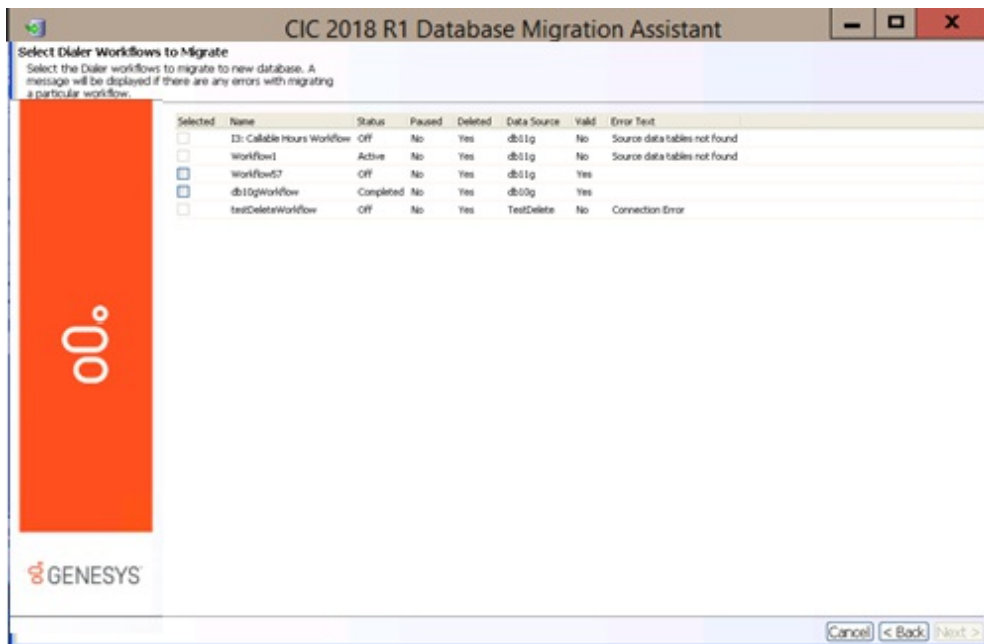 CIC 2018 R1 Database Migration Assistant
Select Dialer Workflows to Migrate
Select the Dialer workflows to migrate to new database. A
message will be displayed if there are any errors with migrating
a particular workflow.
Selected Name Status Paused Deleted Data Source Valid Error Text
I3: Callable Hours Workflow Off No Yes db11g No Source data tables not found
Workflow1 Active No Yes db11g No Source data tables not found
Workflow57 Off No Yes db11g Yes
db10gWorkflow Completed No Yes db10g Yes
testDeleteWorkflow Off No Yes TestDelete No Connection Error
GENESYS
Cancel < Back Next >